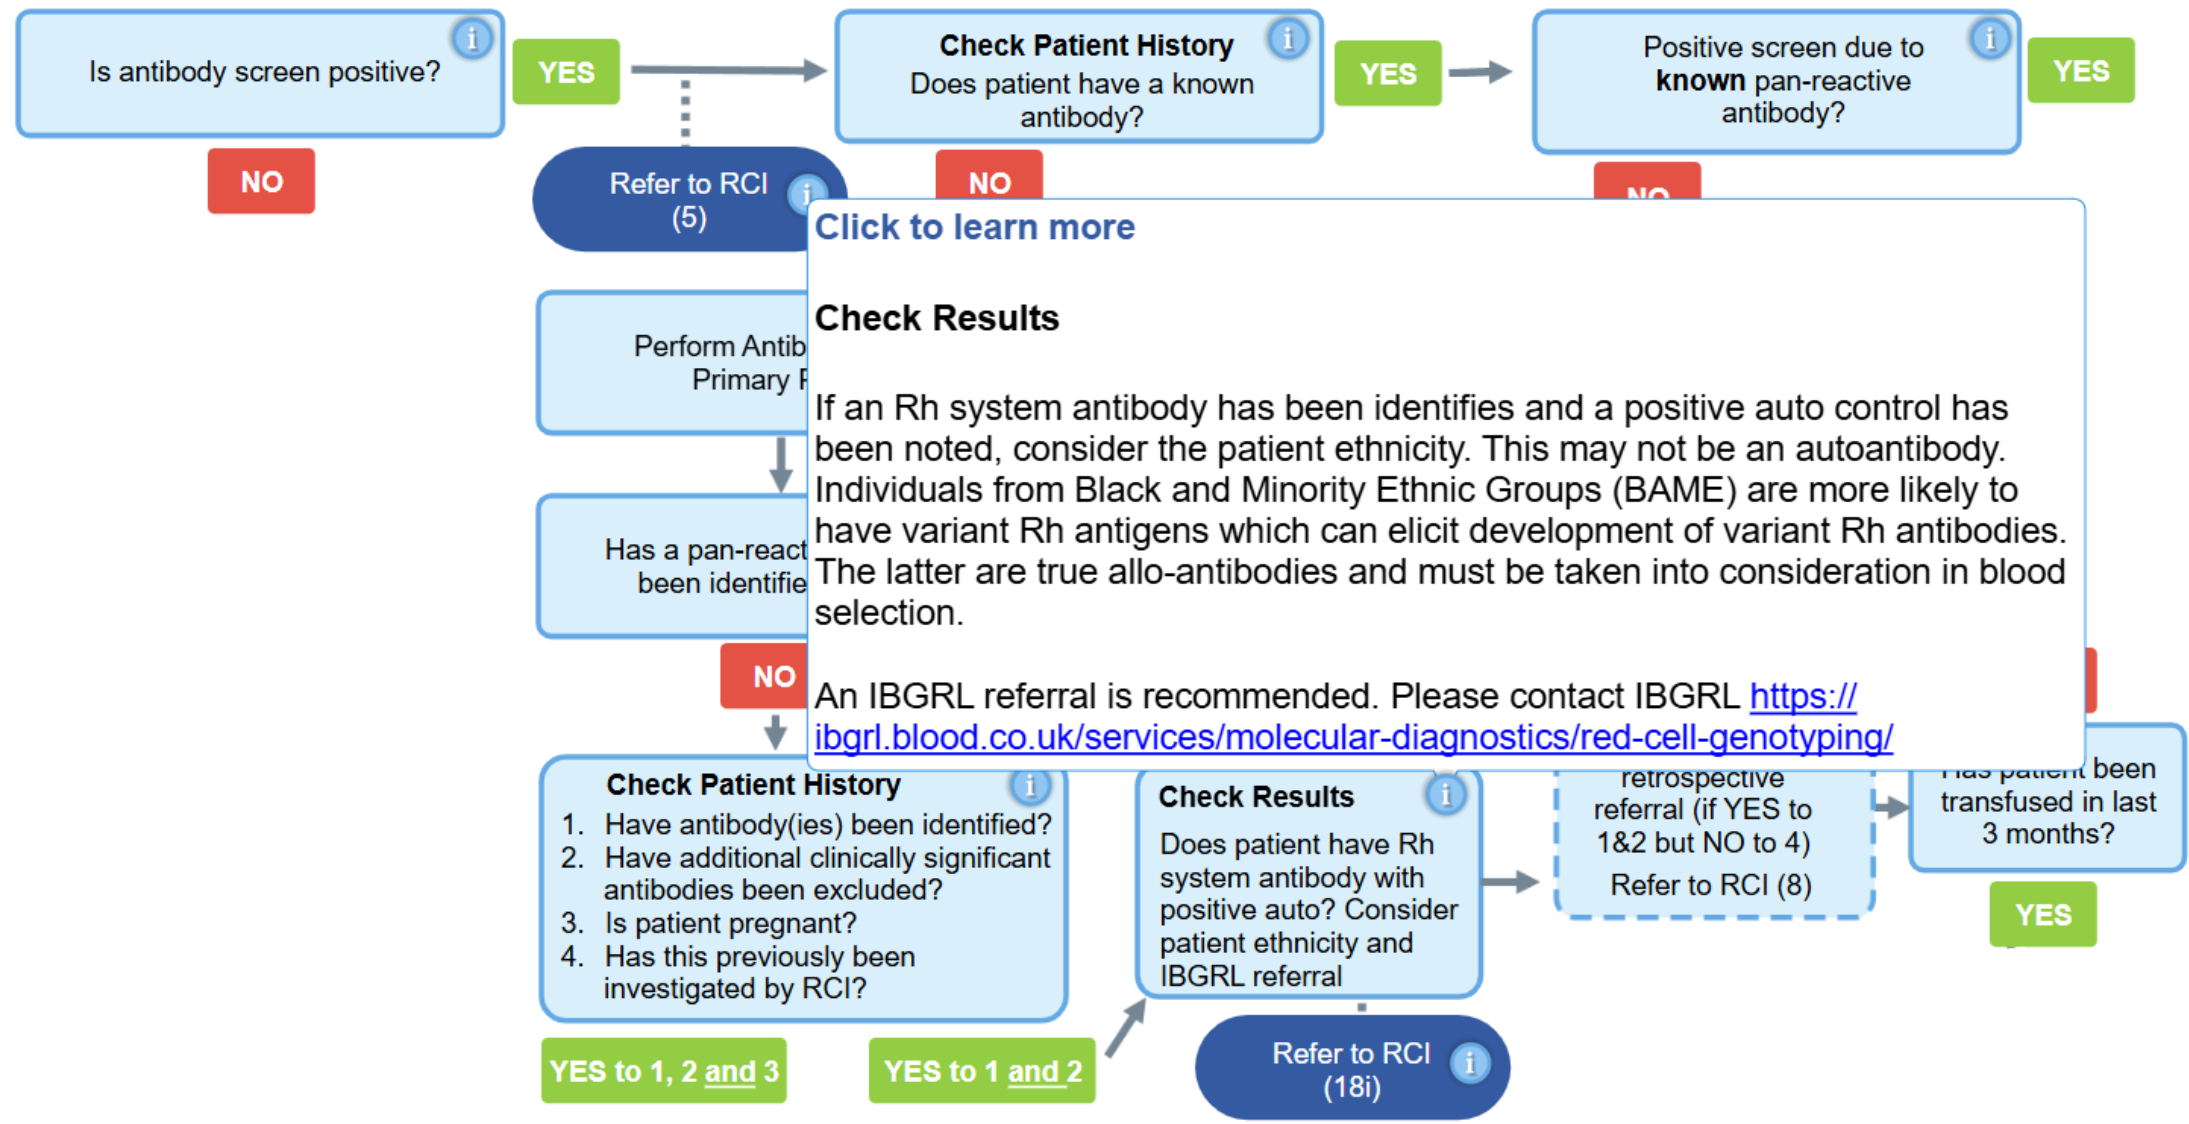 Is antibody screen positive?
YES
Check Patient History
Does patient have a known
antibody?
YES
Positive screen due to
known pan-reactive
antibody?
YES
NO
Refer to RCI
(5)
NO
NO
Click to learn more
Check Results
If an Rh system antibody has been identifies and a positive auto control has
been noted, consider the patient ethnicity. This may not be an autoantibody.
Individuals from Black and Minority Ethnic Groups (BAME) are more likely to
have variant Rh antigens which can elicit development of variant Rh antibodies.
The latter are true allo-antibodies and must be taken into consideration in blood
selection.
An IBGRL referral is recommended. Please contact IBGRL https://
ibgrl.blood.co.uk/services/molecular-diagnostics/red-cell-genotyping/
Perform Antib
Primary
Has a pan-react
been identifie
NO
Check Patient History
1. Have antibody(ies) been identified?
2. Have additional clinically significant
antibodies been excluded?
3. Is patient pregnant?
4. Has this previously been
investigated by RCI?
YES to 1, 2 and 3
YES to 1 and 2
Check Results
Does patient have Rh
system antibody with
positive auto? Consider
patient ethnicity and
IBGRL referral
Refer to RCI
(18i)
retrospective
referral (if YES to
1&2 but NO to 4)
Refer to RCI (8)
Has patient been
transfused in last
3 months?
YES